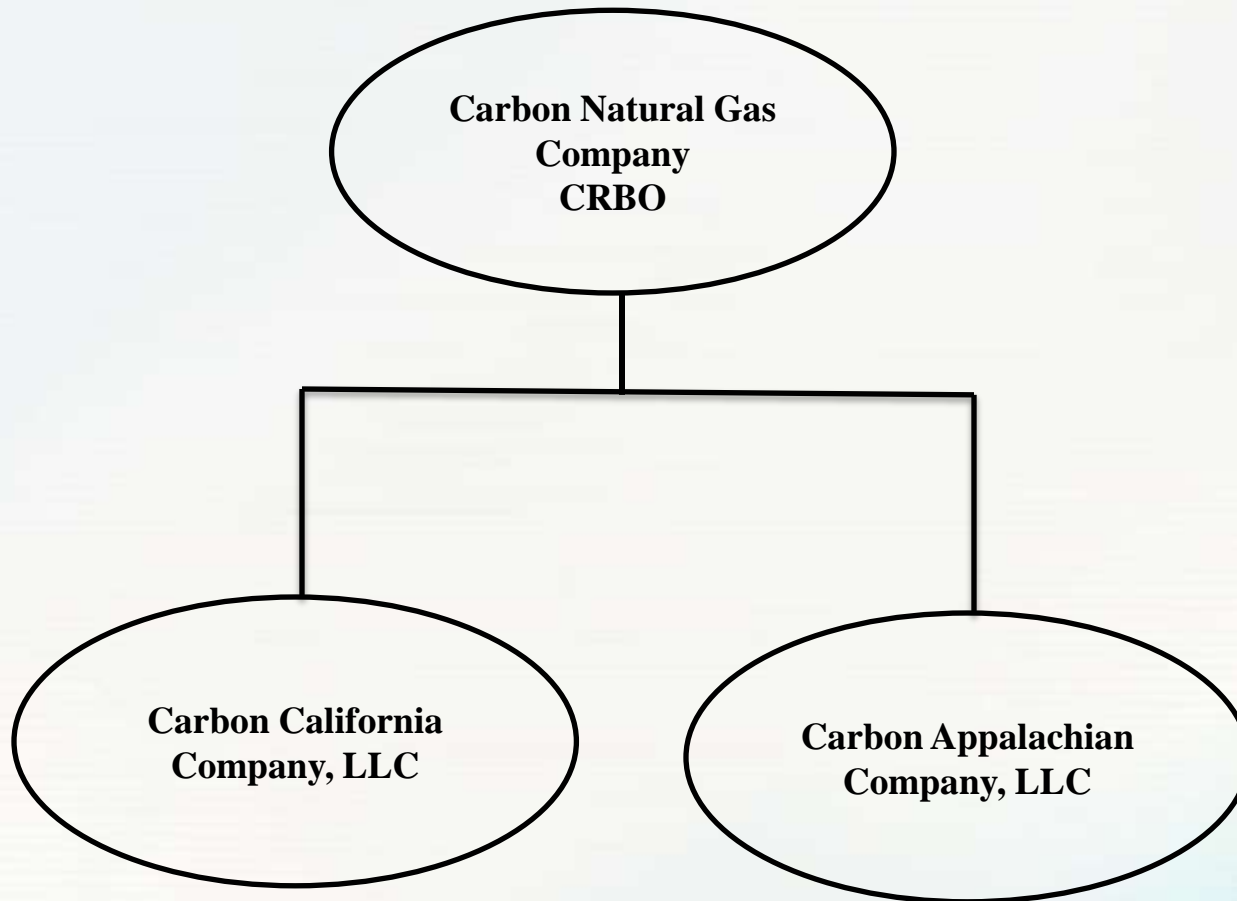 Carbon Natural Gas
Company
CRBO
Carbon California
Company, LLC
Carbon Appalachian
Company, LLC